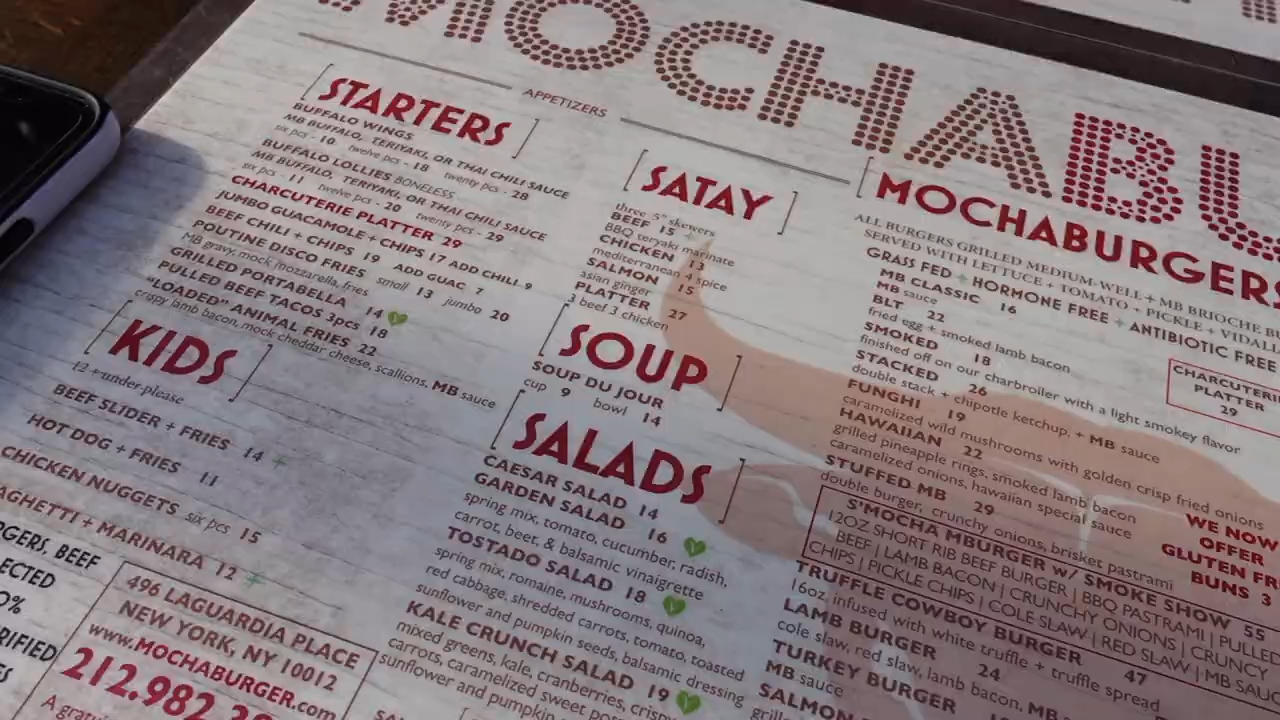 MOCHABU
APPETIZERS
STARTERS
BUFFALO WINGS
MB BUFFALO, TERIYAKI, OR THAI CHILI SAUCE
six pcs - 10 twelve pcs - 18 twenty pcs - 28
BUFFALO LOLLIES BONELESS
MB BUFFALO, TERIYAKI, OR THAI CHILI SAUCE
six pcs - 11 twelve pcs - 20 twenty pcs - 29
CHARCUTERIE PLATTER 29
JUMBO GUACAMOLE + CHIPS 17 ADD CHILI 9
BEEF CHILI + CHIPS 19 ADD GUAC 7
POUTINE DISCO FRIES small 13 jumbo 20
MB gravy, mock mozzarella, fries
GRILLED PORTABELLA 14
PULLED BEEF TACOS 3pcs 18
"LOADED" ANIMAL FRIES 22
crispy lamb bacon, mock cheddar cheese, scallions, MB sauce
KIDS
12 + under please
BEEF SLIDER + FRIES 14 +
HOT DOG + FRIES 11
CHICKEN NUGGETS six pcs 15
AGHETTI + MARINARA 12 +
RGERS, BEEF
ECTED
0%
RIFIED
496 LAGUARDIA PLACE
NEW YORK, NY 10012
www.MOCHABURGER.com
212.982.
A gratu
SATAY
three 5" skewers
BEEF 15 +
BBQ teryaki marinate
CHICKEN 13
mediterranean 4 spice
SALMON 15
asian ginger
PLATTER 27
3 beef 3 chicken
SOUP
SOUP DU JOUR
cup 9 bowl 14
SALADS
CAESAR SALAD 14
GARDEN SALAD 16
spring mix, tomato, cucumber, radish,
carrot, beet, & balsamic vinaigrette
TOSTADO SALAD 18
spring mix, romaine, mushrooms, quinoa,
red cabbage, shredded carrots, tomato, toasted
sunflower and pumpkin seeds, balsamic dressing
KALE CRUNCH SALAD 19
mixed greens, kale, cranberries, crispy
carrots, caramelized sweet pot
sunflower and pumpkin
MOCHABURGERS
ALL BURGERS GRILLED MEDIUM-WELL + MB BRIOCHE B
SERVED WITH LETTUCE + TOMATO + PICKLE + VIDALI
GRASS FED + HORMONE FREE + ANTIBIOTIC FREE
MB CLASSIC 16
MB sauce
BLT 22
fried egg + smoked lamb bacon
SMOKED 18
finished off on our charbroiler with a light smokey flavor
STACKED 26
double stack + chipotle ketchup, + MB sauce
FUNGHI 19
caramelized wild mushrooms with golden crisp fried onions
HAWAIIAN 22
grilled pineapple rings, smoked lamb bacon
caramelized onions, hawaiian special sauce
STUFFED MB 29
double burger, crunchy onions, brisket pastrami
CHARCUTERI
PLATTER
29
WE NOW
OFFER
GLUTEN FR
BUNS 3
S'MOCHA MBURGER W/ SMOKE SHOW 55
12OZ SHORT RIB BEEF BURGER | BBQ PASTRAMI | PULLED
BEEF | LAMB BACON | CRUNCHY ONIONS | CRUNCY
CHIPS | PICKLE CHIPS | COLE SLAW | RED SLAW | MB SAUC
TRUFFLE COWBOY BURGER 47
16oz infused with white truffle + truffle spread
LAMB BURGER 24
cole slaw, red slaw, lamb bacon, MB
TURKEY BURGER
MB sauce
SALMON